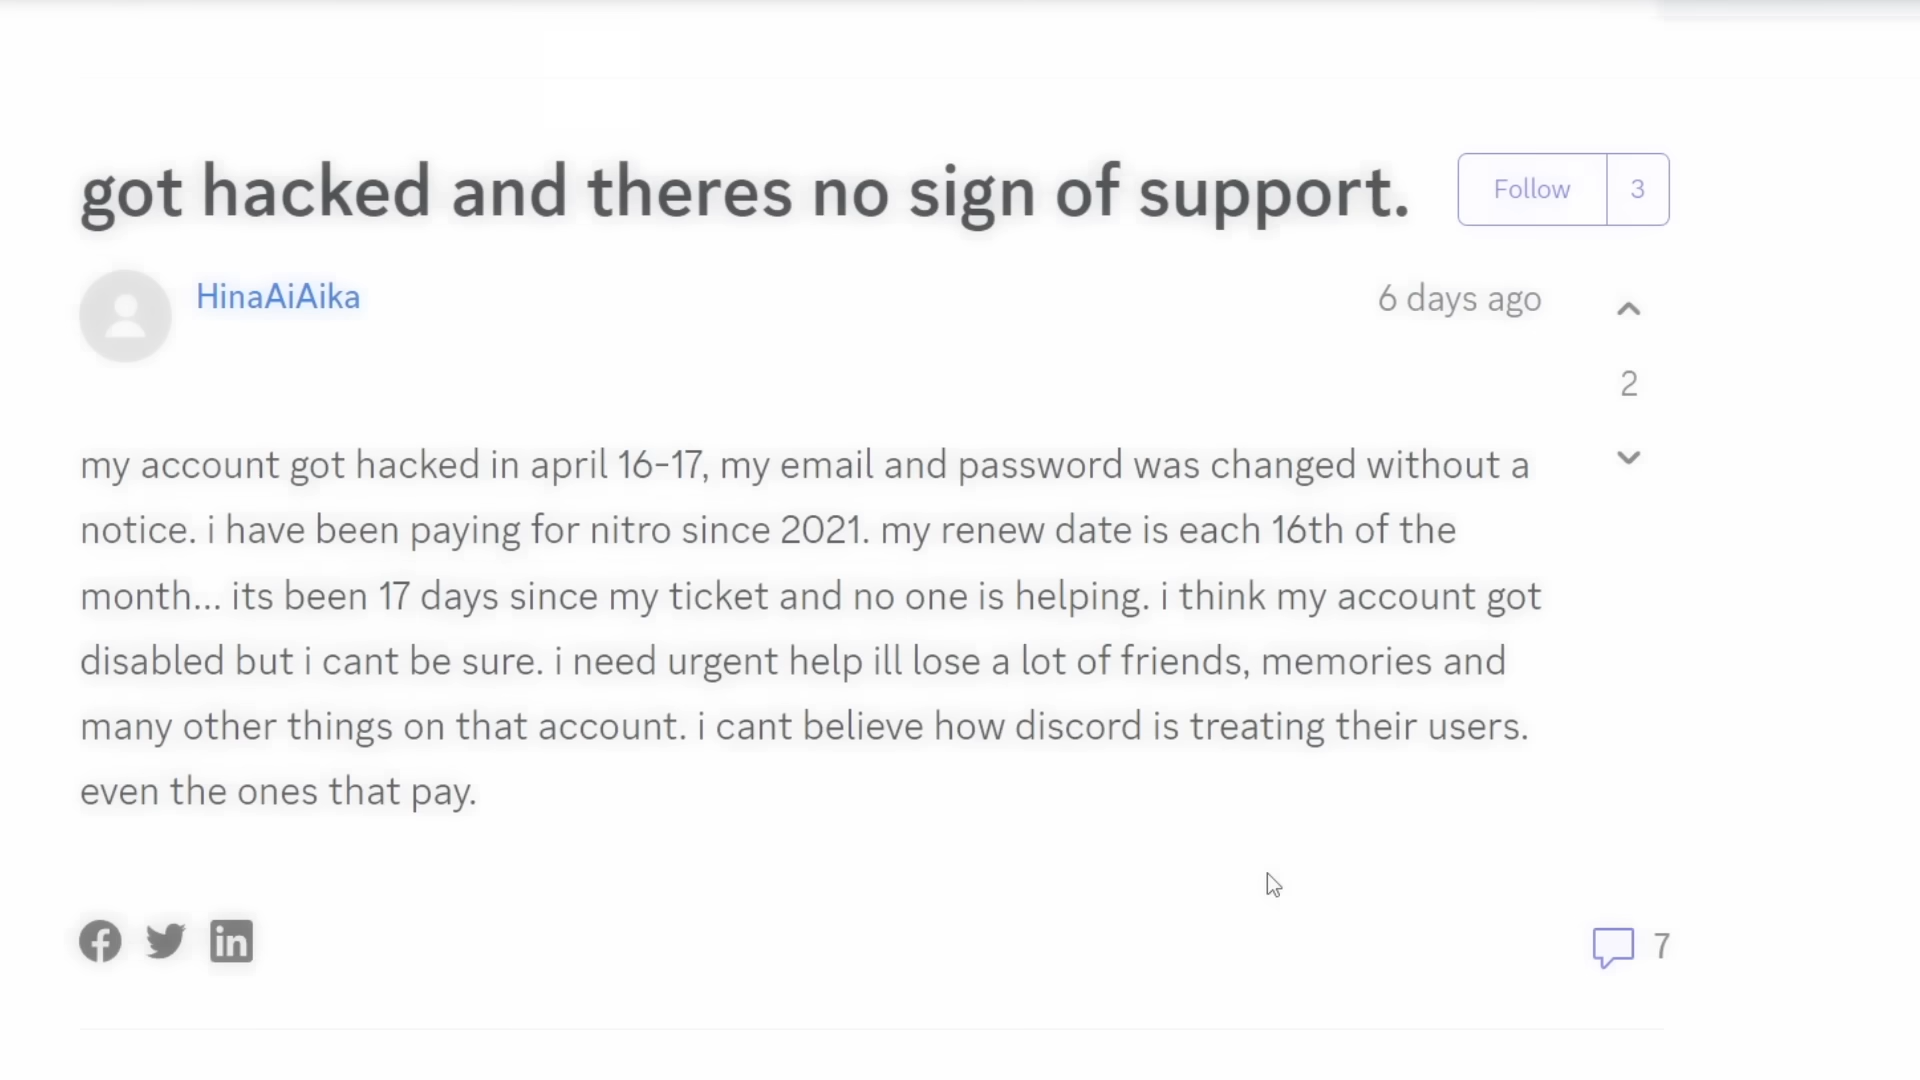 got hacked and theres no sign of support.
Follow 3
HinaAiAika
6 days ago
2
my account got hacked in april 16-17, my email and password was changed without a
notice. i have been paying for nitro since 2021. my renew date is each 16th of the
month... its been 17 days since my ticket and no one is helping. i think my account got
disabled but i cant be sure. i need urgent help ill lose a lot of friends, memories and
many other things on that account. i cant believe how discord is treating their users.
even the ones that pay.
7